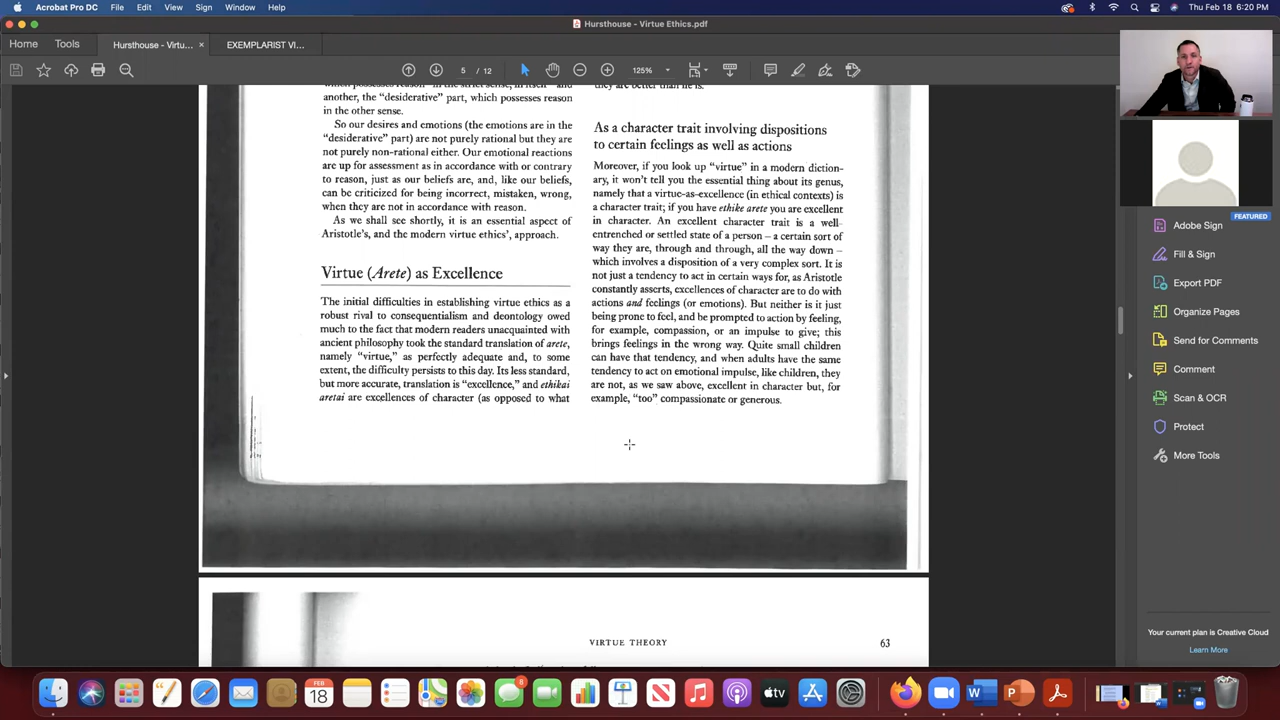 Acrobat Pro DC File Edit View Sign Window Help
Thu Feb 18 6:20 PM
Hursthouse - Virtue Ethics.pdf
Home Tools Hursthouse - Virtu... × EXEMPLARIST VI...
5 / 12 125%
another, the "desiderative" part, which possesses reason
in the other sense.
So our desires and emotions (the emotions are in the
"desiderative" part) are not purely rational but they are
not purely non-rational either. Our emotional reactions
are up for assessment as in accordance with or contrary
to reason, just as our beliefs are, and, like our beliefs,
can be criticized for being incorrect, mistaken, wrong,
when they are not in accordance with reason.
As we shall see shortly, it is an essential aspect of
Aristotle's, and the modern virtue ethics', approach.
Virtue (Arete) as Excellence
The initial difficulties in establishing virtue ethics as a
robust rival to consequentialism and deontology owed
much to the fact that modern readers unacquainted with
ancient philosophy took the standard translation of arete,
namely "virtue," as perfectly adequate and, to some
extent, the difficulty persists to this day. Its less standard,
but more accurate, translation is "excellence," and ethikai
aretai are excellences of character (as opposed to what
they are better than he is.
As a character trait involving dispositions
to certain feelings as well as actions
Moreover, if you look up "virtue" in a modern diction-
ary, it won't tell you the essential thing about its genus,
namely that a virtue-as-excellence (in ethical contexts) is
a character trait; if you have ethike arete you are excellent
in character. An excellent character trait is a well-
entrenched or settled state of a person – a certain sort of
way they are, through and through, all the way down –
which involves a disposition of a very complex sort. It is
not just a tendency to act in certain ways for, as Aristotle
constantly asserts, excellences of character are to do with
actions and feelings (or emotions). But neither is it just
being prone to feel, and be prompted to action by feeling,
for example, compassion, or an impulse to give; this
brings feelings in the wrong way. Quite small children
can have that tendency, and when adults have the same
tendency to act on emotional impulse, like children, they
are not, as we saw above, excellent in character but, for
example, "too" compassionate or generous.
VIRTUE THEORY 63
FEATURED
Adobe Sign
Fill & Sign
Export PDF
Organize Pages
Send for Comments
Comment
Scan & OCR
Protect
More Tools
Your current plan is Creative Cloud
Learn More
FEB
18
8
tv
W
P